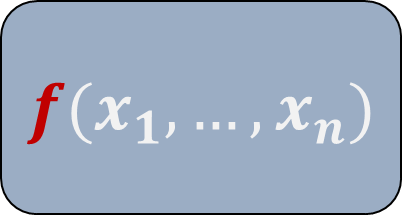 f(x₁, … , xₙ)